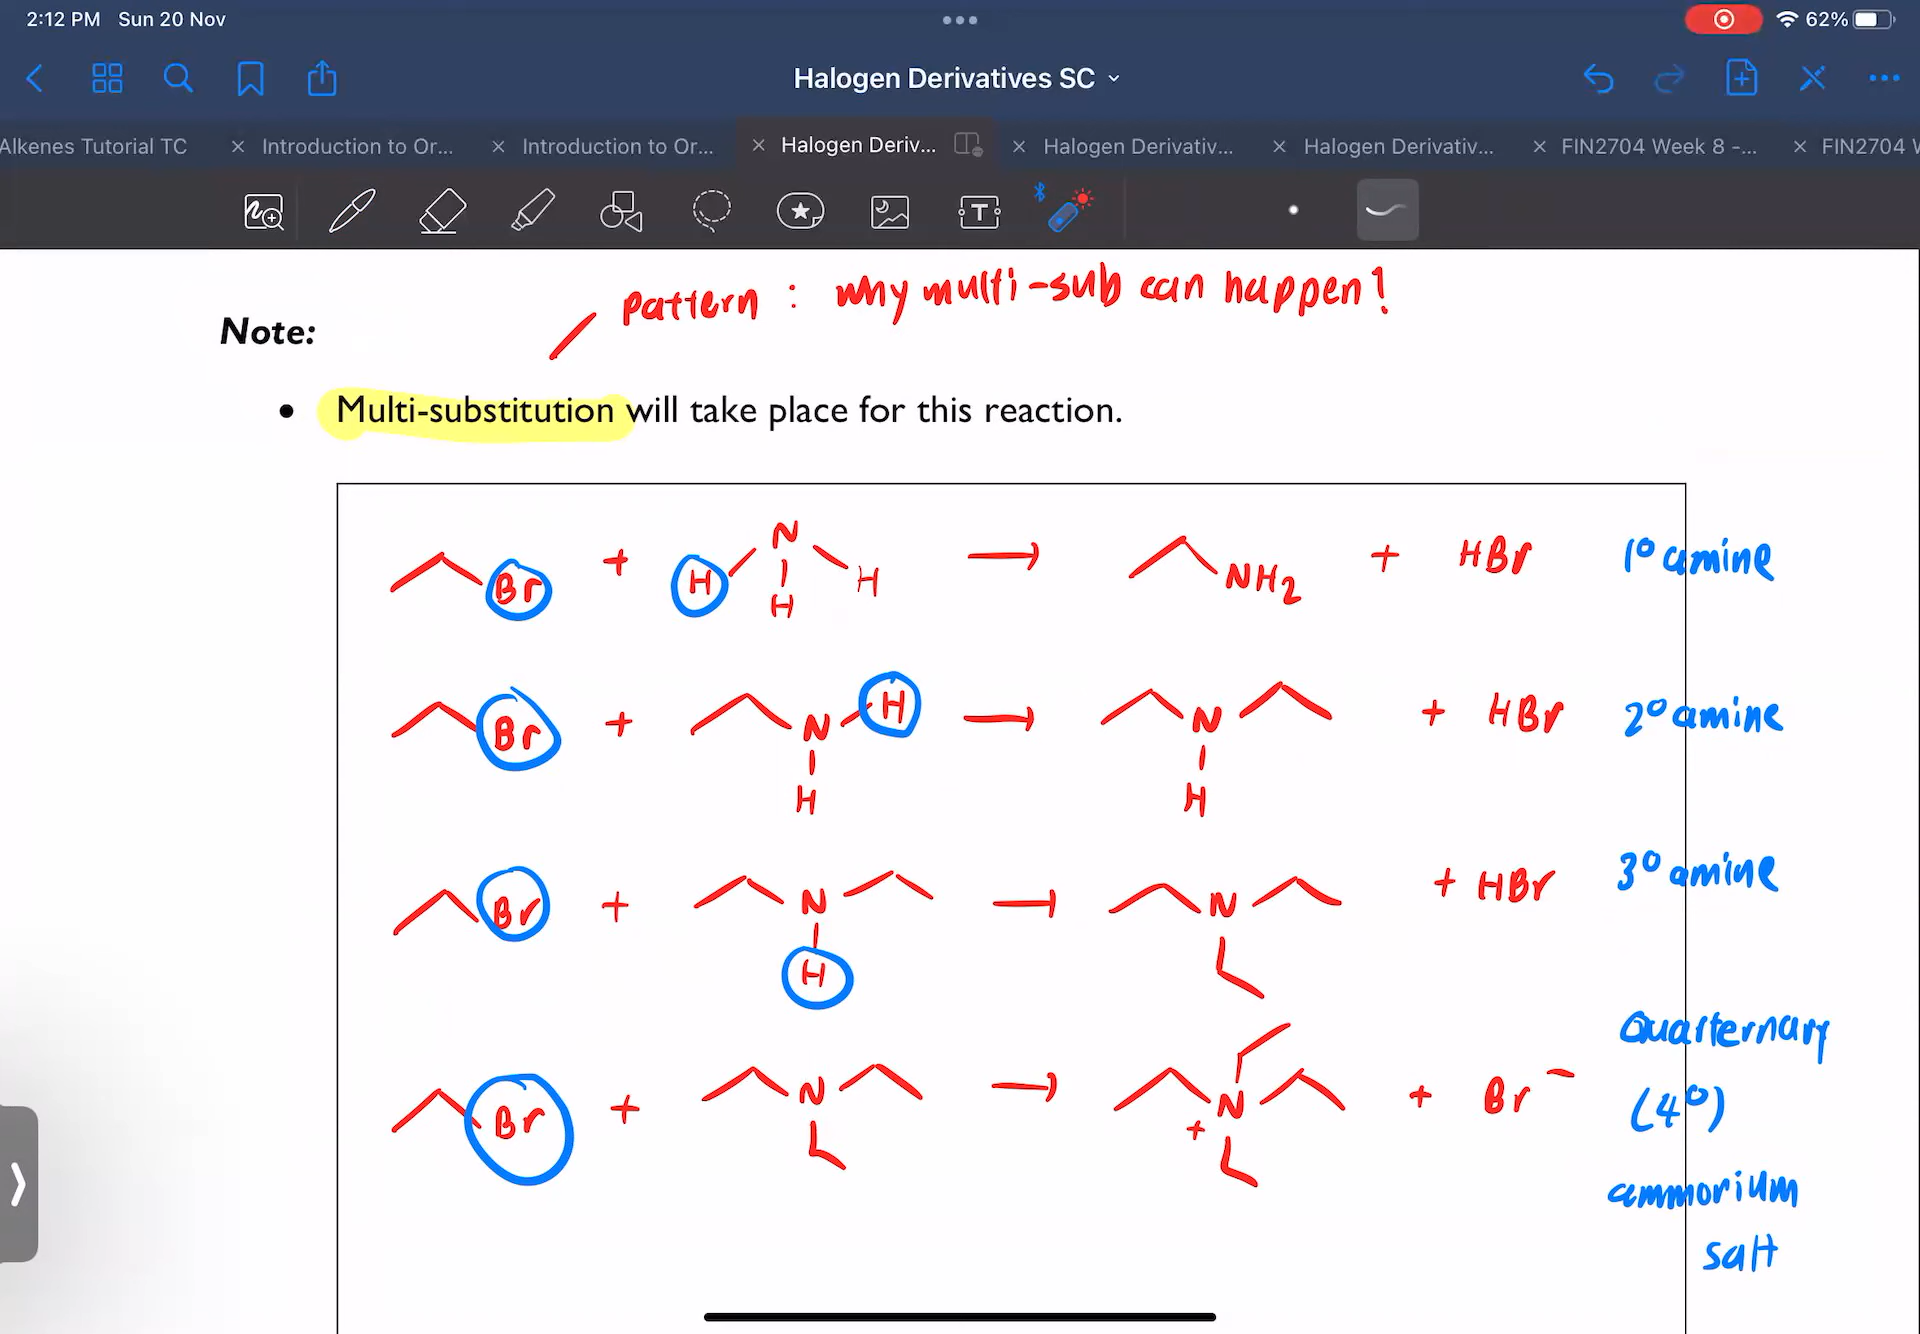 2:12 PM Sun 20 Nov
62%
Halogen Derivatives SC
Alkenes Tutorial TC
Introduction to Or...
Introduction to Or...
Halogen Deriv...
Halogen Derivativ...
Halogen Derivativ...
FIN2704 Week 8 -...
FIN2704 W
T
pattern : why multi-sub can happen!
Note:
• Multi-substitution will take place for this reaction.
Br + H N H H → NH2 + HBr 1° amine
Br + N H H → N H + HBr 2° amine
Br + N H → N + HBr 3° amine
Br + N → N+ + Br⁻ Quarternary
(4°)
ammorium
salt